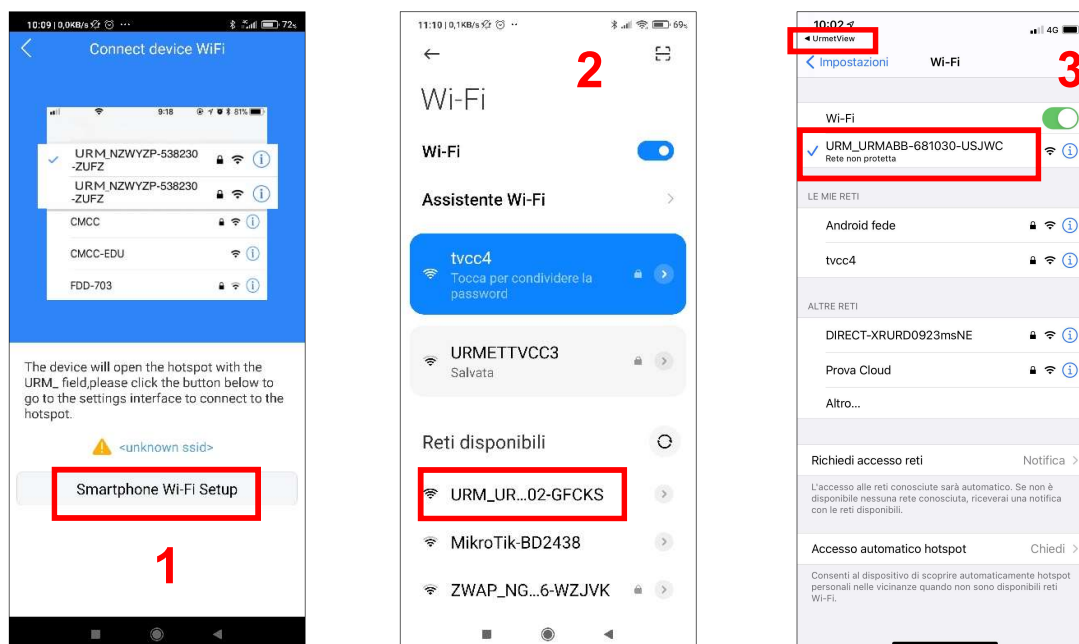 10:09 | 0,0KB/s ... 72%
Connect device WiFi
9:18 81%
URM_NZWYZP-538230
-ZUFZ
URM_NZWYZP-538230
-ZUFZ
CMCC
CMCC-EDU
FDD-703
The device will open the hotspot with the
URM_ field,please click the button below to
go to the settings interface to connect to the
hotspot.
<unknown ssid>
Smartphone Wi-Fi Setup
1
11:10 | 0,1KB/s ·· 69%
2
Wi-Fi
Wi-Fi
Assistente Wi-Fi
tvcc4
Tocca per condividere la
password
URMETTVCC3
Salvata
Reti disponibili
URM_UR...02-GFCKS
MikroTik-BD2438
ZWAP_NG...6-WZJVK
10:02 4G
UrmetView
Impostazioni Wi-Fi
3
Wi-Fi
URM_URMABB-681030-USJWC
Rete non protetta
LE MIE RETI
Android fede
tvcc4
ALTRE RETI
DIRECT-XRURD0923msNE
Prova Cloud
Altro...
Richiedi accesso reti Notifica
L'accesso alle reti conosciute sarà automatico. Se non è
disponibile nessuna rete conosciuta, riceverai una notifica
con le reti disponibili.
Accesso automatico hotspot Chiedi
Consenti al dispositivo di scoprire automaticamente hotspot
personali nelle vicinanze quando non sono disponibili reti
Wi-Fi.